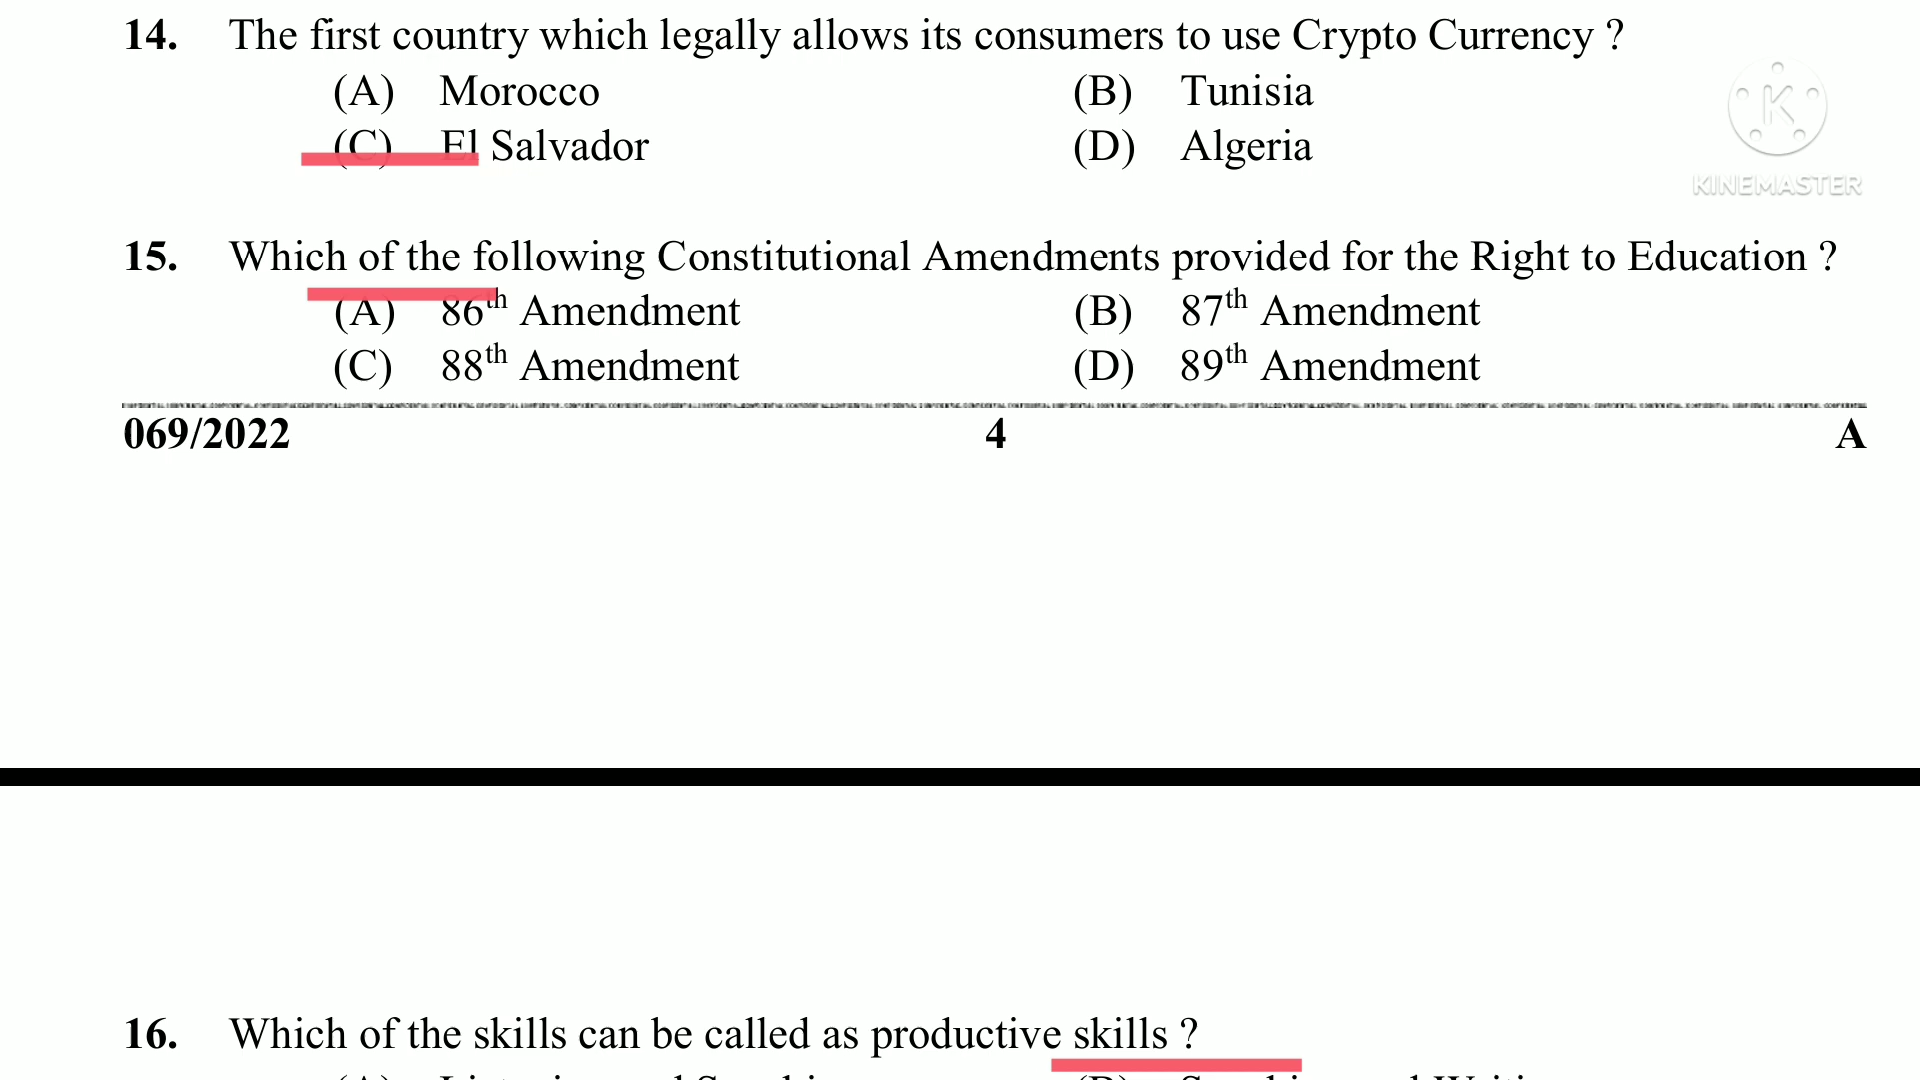 14. The first country which legally allows its consumers to use Crypto Currency ?
(A) Morocco (B) Tunisia
(C) El Salvador (D) Algeria
KINEMASTER
15. Which of the following Constitutional Amendments provided for the Right to Education ?
(A) 86th Amendment (B) 87th Amendment
(C) 88th Amendment (D) 89th Amendment
069/2022 4 A
16. Which of the skills can be called as productive skills ?